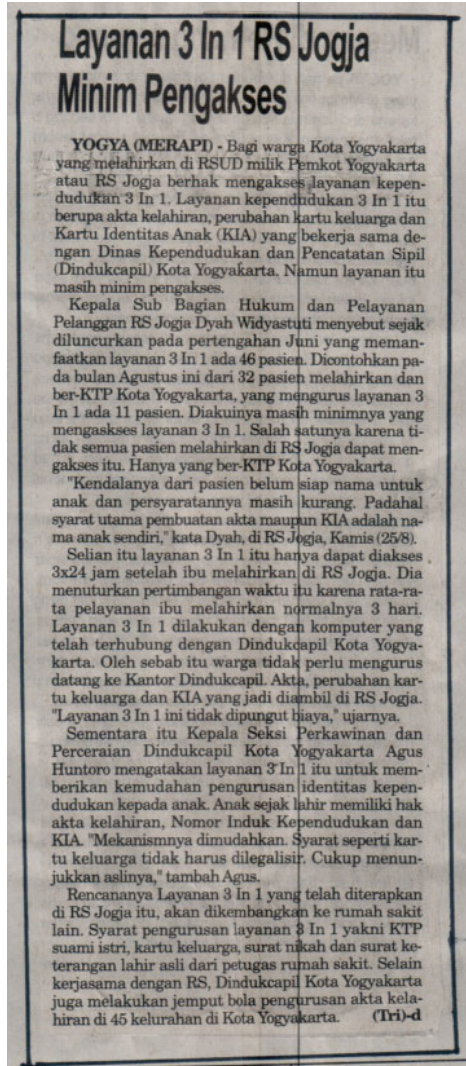 Layanan 3 In 1 RS Jogja
Minim Pengakses
YOGYA (MERAPI) - Bagi warga Kota Yogyakarta
yang melahirkan di RSUD milik Pemkot Yogyakarta
atau RS Jogja berhak mengakses layanan kepen-
dudukan 3 In 1. Layanan kependudukan 3 In 1 itu
berupa akta kelahiran, perubahan kartu keluarga dan
Kartu Identitas Anak (KIA) yang bekerja sama de-
ngan Dinas Kependudukan dan Pencatatan Sipil
(Dindukcapil) Kota Yogyakarta. Namun layanan itu
masih minim pengakses.
Kepala Sub Bagian Hukum dan Pelayanan
Pelanggan RS Jogja Dyah Widyastuti menyebut sejak
diluncurkan pada pertengahan Juni yang meman-
faatkan layanan 3 In 1 ada 46 pasien. Dicontohkan pa-
da bulan Agustus ini dari 32 pasien melahirkan dan
ber-KTP Kota Yogyakarta, yang mengurus layanan 3
In 1 ada 11 pasien. Diakuinya masih minimnya yang
mengaskses layanan 3 In 1. Salah satunya karena ti-
dak semua pasien melahirkan di RS Jogja dapat men-
gakses itu. Hanya yang ber-KTP Kota Yogyakarta.
"Kendalanya dari pasien belum siap nama untuk
anak dan persyaratannya masih kurang. Padahal
syarat utama pembuatan akta maupun KIA adalah na-
ma anak sendiri," kata Dyah, di RS Jogja, Kamis (25/8).
Selian itu layanan 3 In 1 itu hanya dapat diakses
3x24 jam setelah ibu melahirkan di RS Jogja. Dia
menuturkan pertimbangan waktu itu karena rata-ra-
ta pelayanan ibu melahirkan normalnya 3 hari.
Layanan 3 In 1 dilakukan dengan komputer yang
telah terhubung dengan Dindukcapil Kota Yogya-
karta. Oleh sebab itu warga tidak perlu mengurus
datang ke Kantor Dindukcapil. Akta, perubahan kar-
tu keluarga dan KIA yang jadi diambil di RS Jogja.
"Layanan 3 In 1 ini tidak dipungut biaya," ujarnya.
Sementara itu Kepala Seksi Perkawinan dan
Perceraian Dindukcapil Kota Yogyakarta Agus
Huntoro mengatakan layanan 3 In 1 itu untuk mem-
berikan kemudahan pengurusan identitas kepen-
dudukan kepada anak. Anak sejak lahir memiliki hak
akta kelahiran, Nomor Induk Kependudukan dan
KIA. "Mekanismnya dimudahkan. Syarat seperti kar-
tu keluarga tidak harus dilegalisir. Cukup menun-
jukkan aslinya," tambah Agus.
Rencananya Layanan 3 In 1 yang telah diterapkan
di RS Jogja itu, akan dikembangkan ke rumah sakit
lain. Syarat pengurusan layanan 3 In 1 yakni KTP
suami istri, kartu keluarga, surat nikah dan surat ke-
terangan lahir asli dari petugas rumah sakit. Selain
kerjasama dengan RS, Dindukcapil Kota Yogyakarta
juga melakukan jemput bola pengurusan akta kela-
hiran di 45 kelurahan di Kota Yogyakarta. (Tri)-d